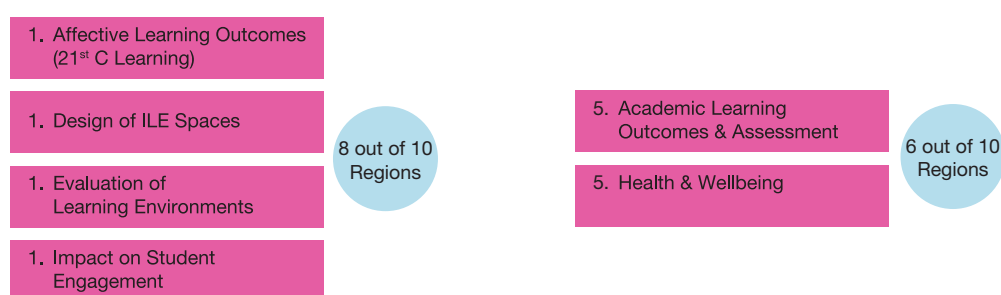 1. Affective Learning Outcomes
(21st C Learning)
1. Design of ILE Spaces
1. Evaluation of
Learning Environments
1. Impact on Student
Engagement
8 out of 10
Regions
5. Academic Learning
Outcomes & Assessment
5. Health & Wellbeing
6 out of 10
Regions